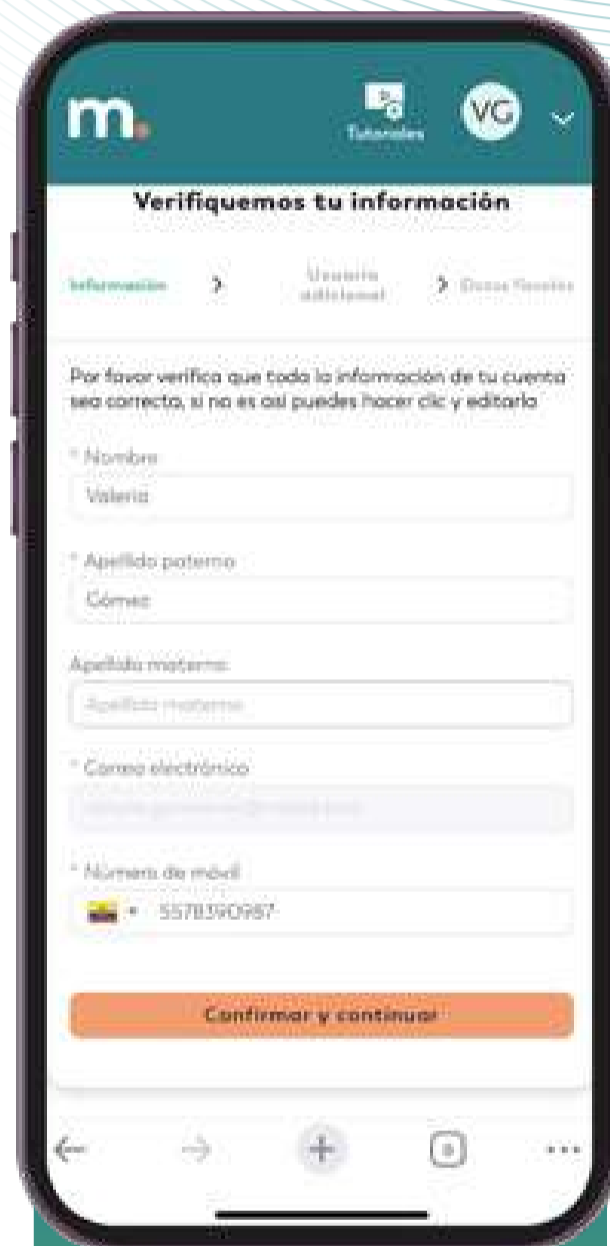 m.
Tutoriales
VG
Verifiquemos tu información
Información > Usuario adicional > Datos fiscales
Por favor verifica que toda la información de tu cuenta
sea correcta, si no es así puedes hacer clic y editarla
* Nombre
Valeria
* Apellido paterno
Gómez
Apellido materno
Apellido materno
* Correo electrónico
* Número de móvil
5578390987
Confirmar y continuar